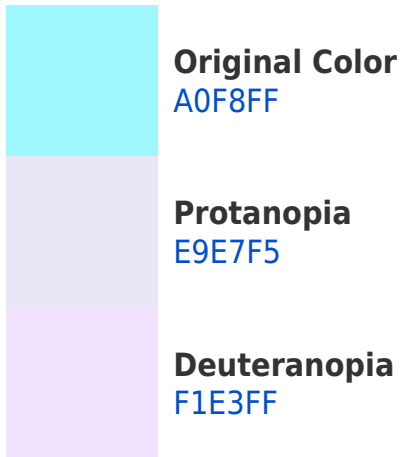 Original Color
A0F8FF
Protanopia
E9E7F5
Deuteranopia
F1E3FF